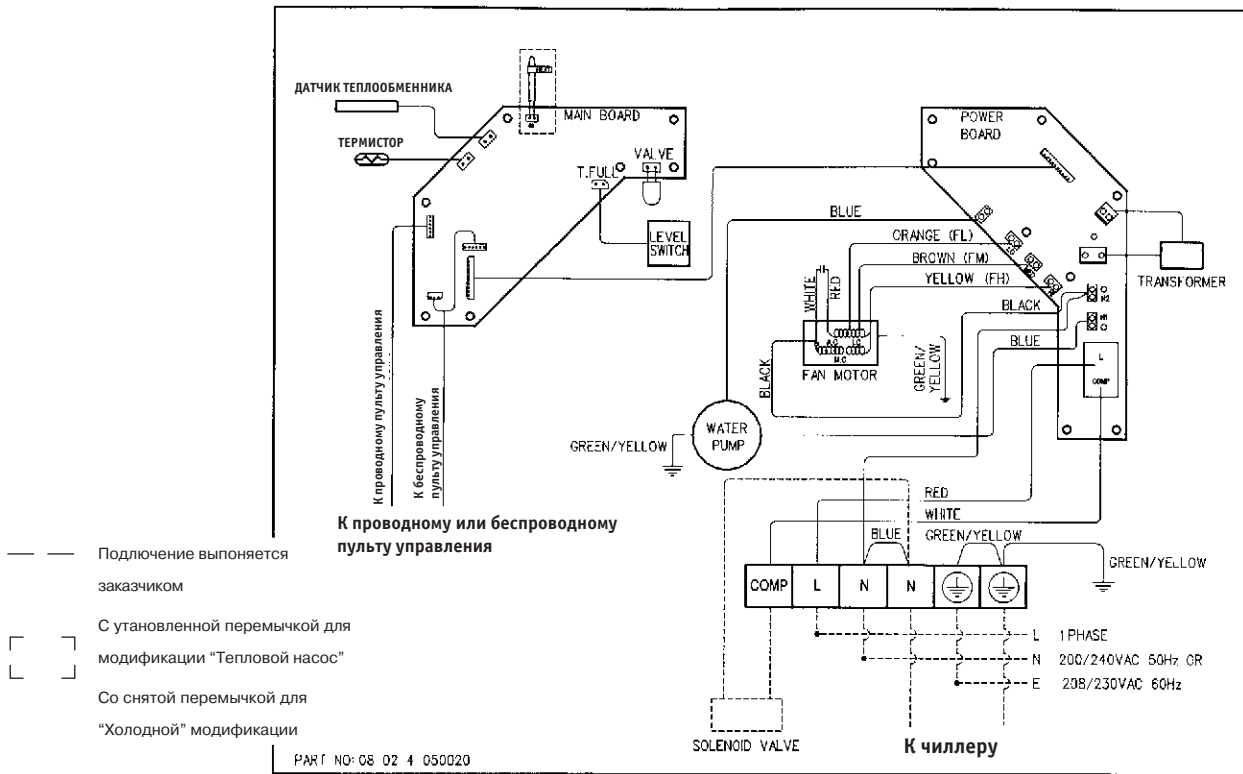 ДАТЧИК ТЕПЛООБМЕННИКА
ТЕРМИСТОР
HEAT
MAIN BOARD
VALVE
T.FULL
LEVEL
SWITCH
POWER
BOARD
BLUE
ORANGE (FL)
BROWN (FM)
YELLOW (FH)
BLACK
BLUE
TRANSFORMER
WHITE
RED
FAN MOTOR
BLACK
GREEN/
YELLOW
N2
N1
L
COMP
WATER
PUMP
GREEN/YELLOW
К проводному пульту управления
К беспроводному
пульту управления
К проводному или беспроводному
пульту управления
RED
WHITE
BLUE
GREEN/YELLOW
GREEN/YELLOW
COMP L N N
L 1PHASE
N 200/240VAC 50Hz OR
E 208/230VAC 60Hz
SOLENOID VALVE
К чиллеру
Подлючение выпоняется
заказчиком
С утановленной перемычкой для
модификации “Тепловой насос”
Со снятой перемычкой для
“Холодной” модификации
PART NO: 08 02 4 050020